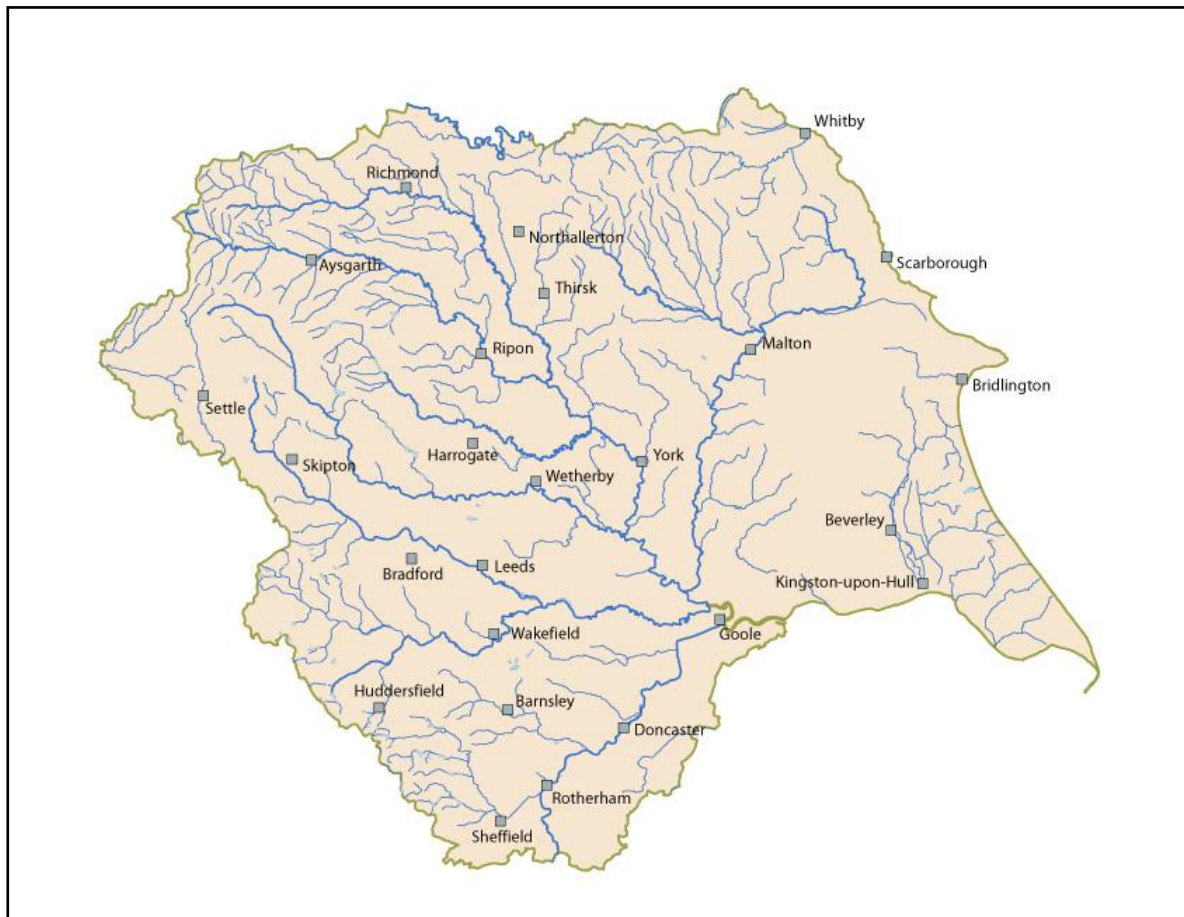 Whitby
Richmond
Northallerton
Scarborough
Aysgarth
Thirsk
Malton
Ripon
Bridlington
Settle
Harrogate
York
Skipton
Wetherby
Beverley
Bradford
Leeds
Kingston-upon-Hull
Wakefield
Goole
Huddersfield
Barnsley
Doncaster
Rotherham
Sheffield